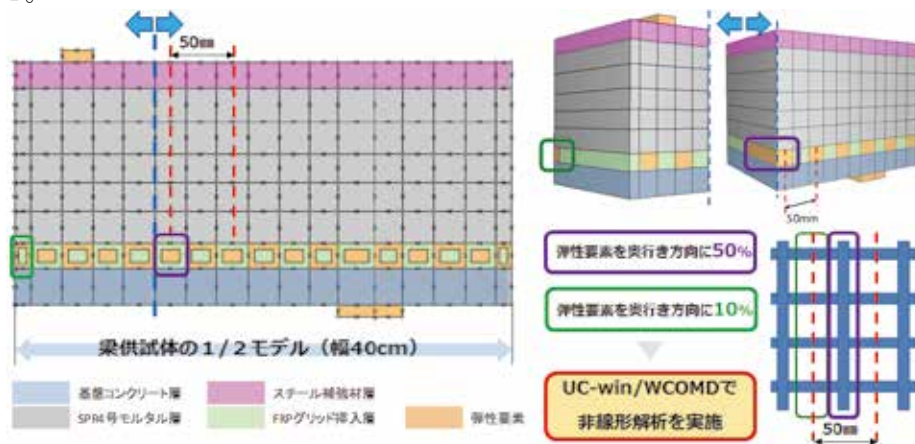 50mm
梁供試体の1/2モデル（幅40cm）
基盤コンクリート層
スチール補強材層
SPR4号モルタル層
FRPグリッド挿入層
弾性要素
50mm
弾性要素を奥行き方向に50%
弾性要素を奥行き方向に10%
UC-win/WCOMDで
非線形解析を実施
50mm